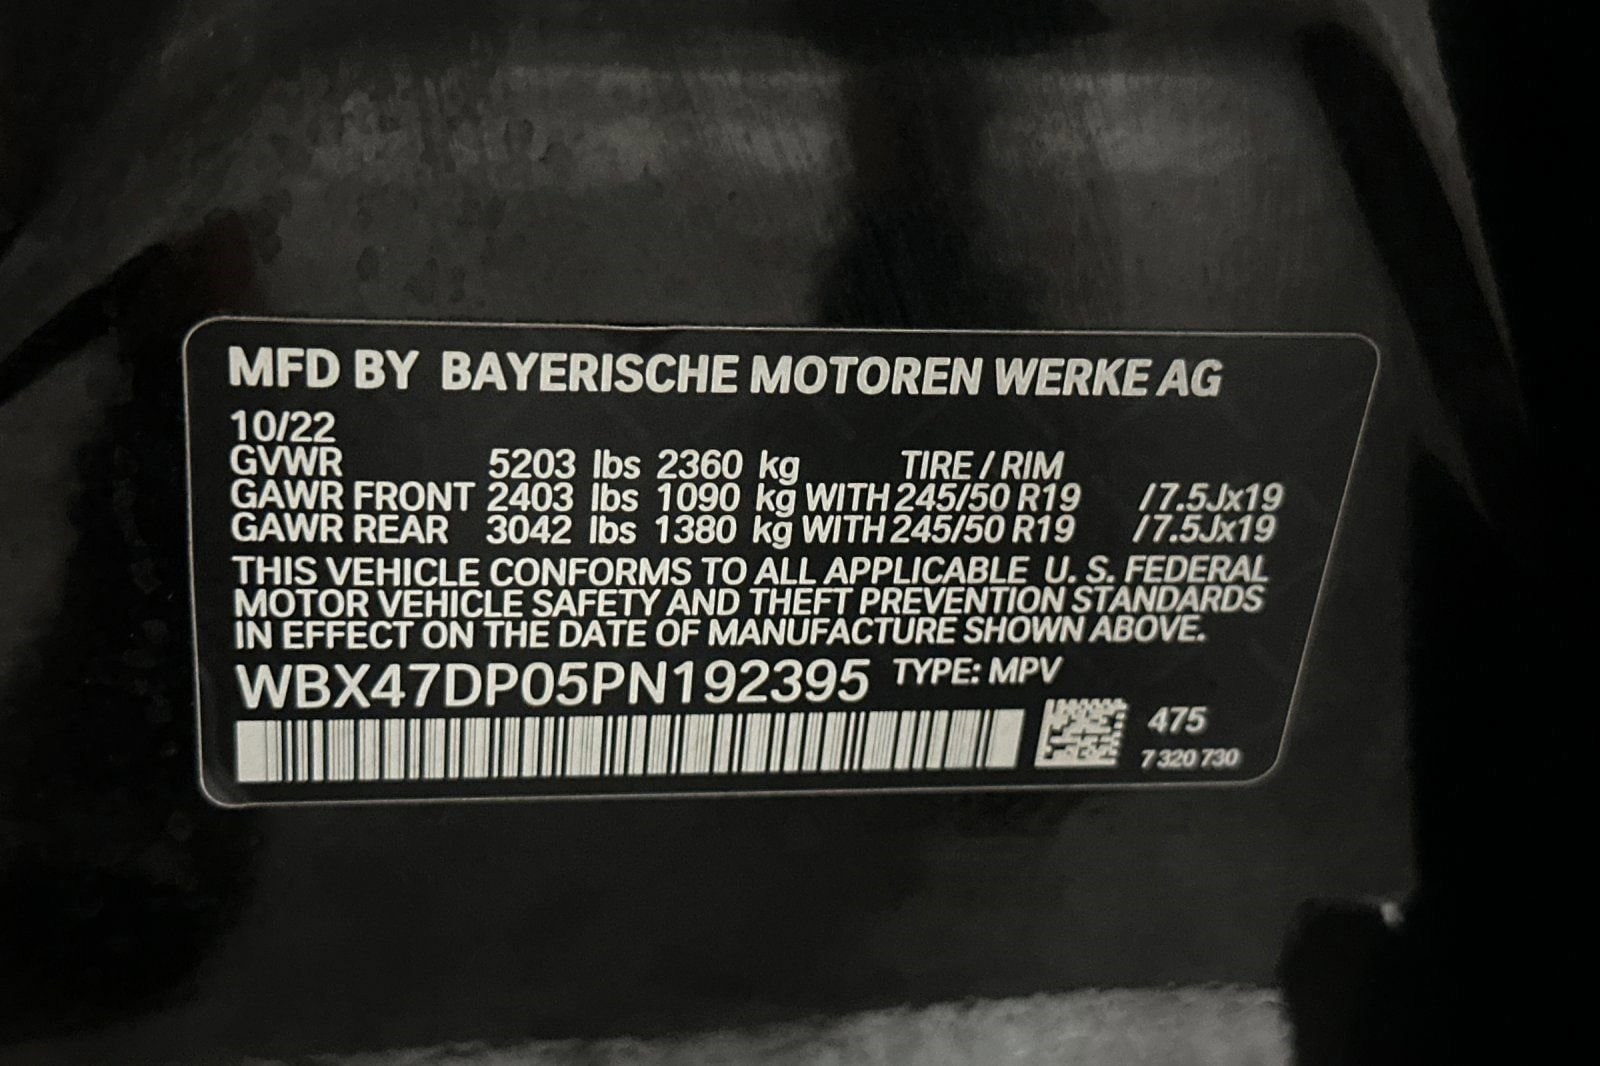 MFD BY BAYERISCHE MOTOREN WERKE AG
10/22
GVWR 5203 lbs 2360 kg TIRE / RIM
GAWR FRONT 2403 lbs 1090 kg WITH 245/50 R19 /7.5Jx19
GAWR REAR 3042 lbs 1380 kg WITH 245/50 R19 /7.5Jx19
THIS VEHICLE CONFORMS TO ALL APPLICABLE U. S. FEDERAL
MOTOR VEHICLE SAFETY AND THEFT PREVENTION STANDARDS
IN EFFECT ON THE DATE OF MANUFACTURE SHOWN ABOVE.
WBX47DP05PN192395 TYPE: MPV
475
7 320 730